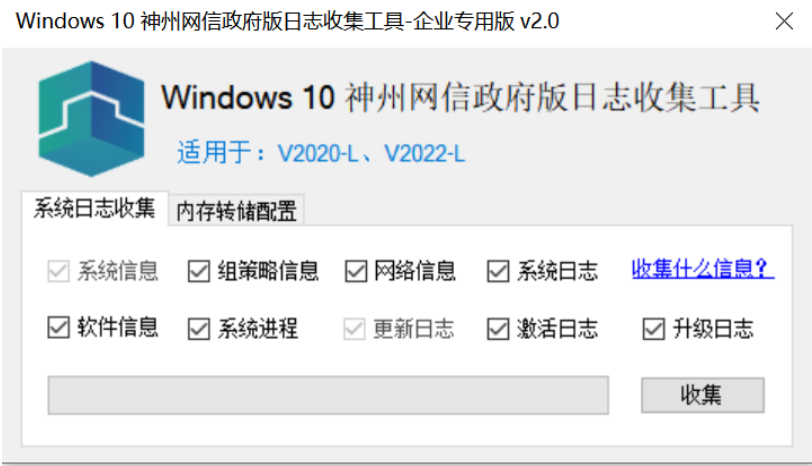 Windows 10 神州网信政府版日志收集工具-企业专用版 v2.0
Windows 10 神州网信政府版日志收集工具
适用于：V2020-L、V2022-L
系统日志收集 内存转储配置
系统信息 组策略信息 网络信息 系统日志 收集什么信息？
软件信息 系统进程 更新日志 激活日志 升级日志
收集